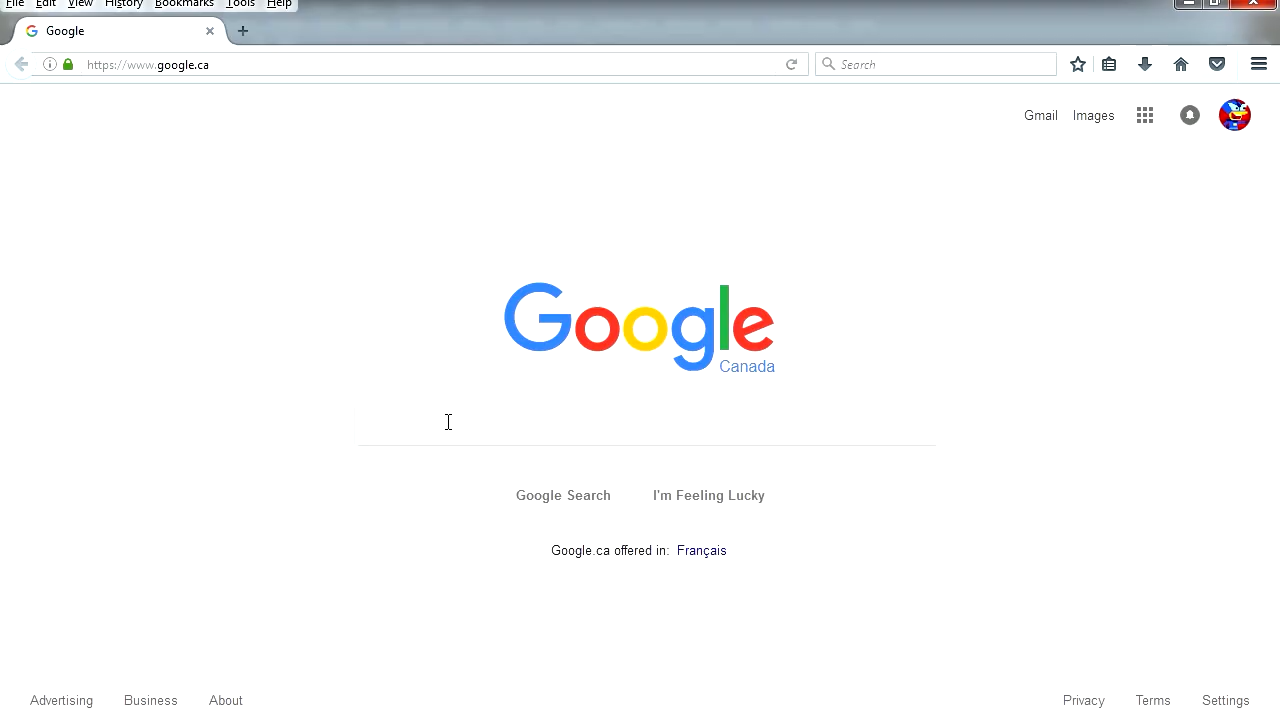 File Edit View History Bookmarks Tools Help
Google
https://www.google.ca
Search
Gmail Images
Google
Canada
Google Search I'm Feeling Lucky
Google.ca offered in: Français
Advertising Business About Privacy Terms Settings